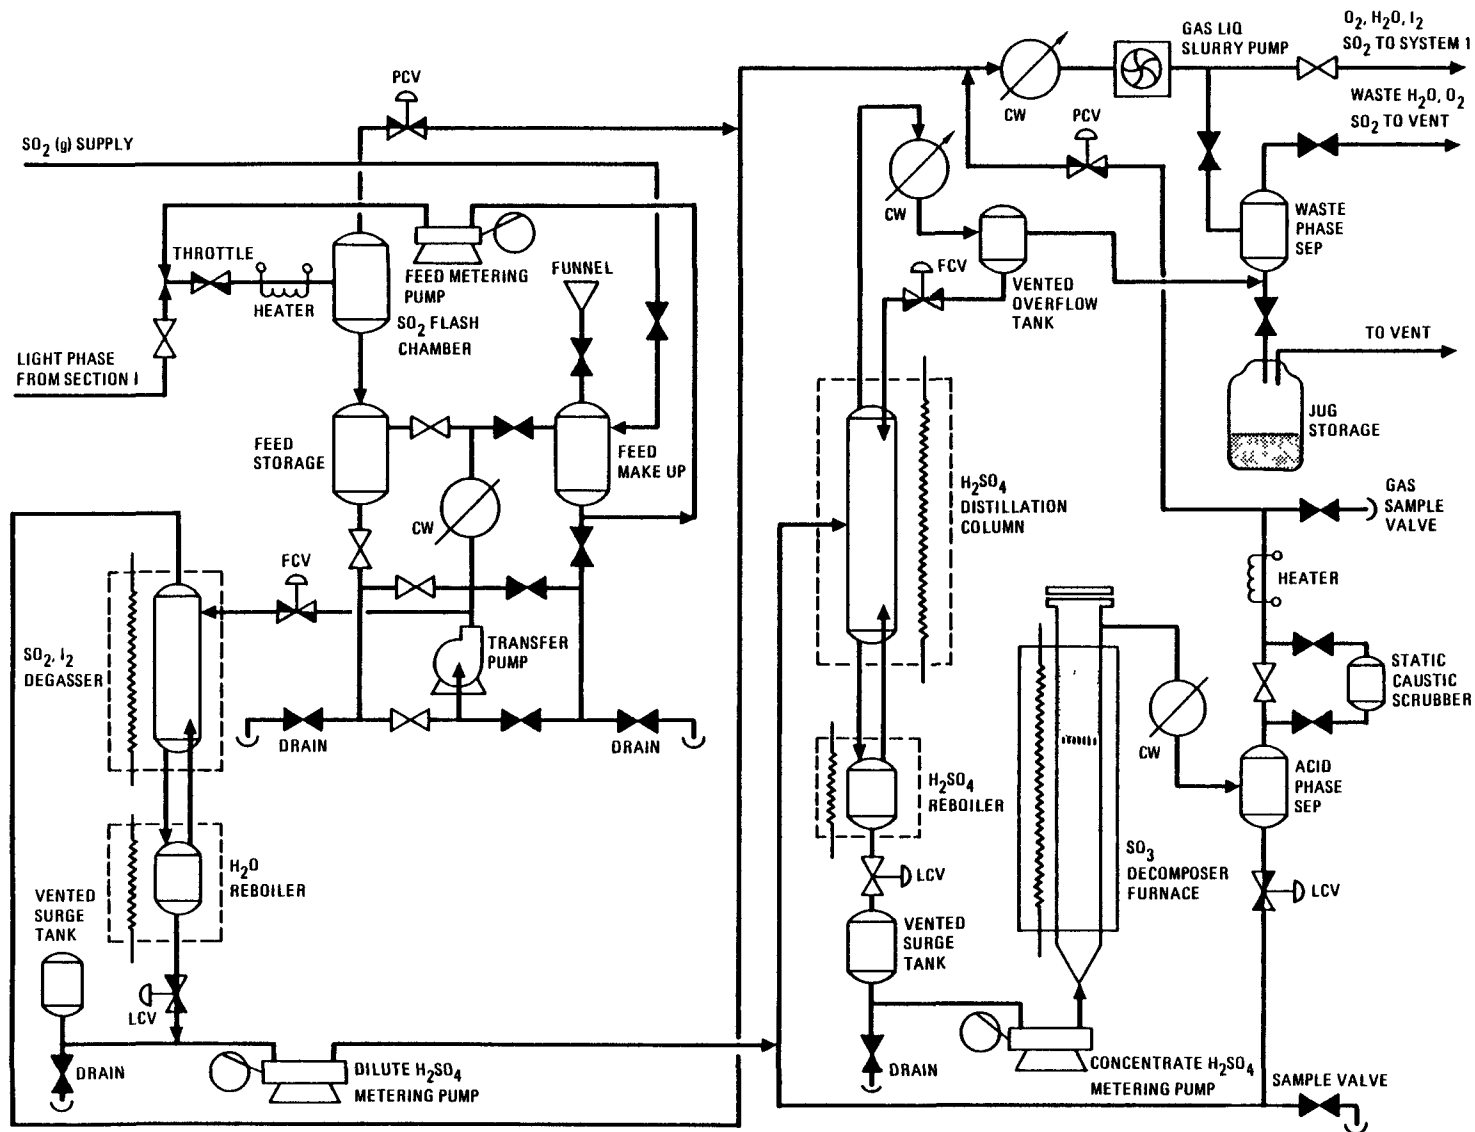 GAS LIQ
SLURRY PUMP
O2, H2O, I2
SO2 TO SYSTEM 1
PCV
CW
WASTE H2O, O2
SO2 TO VENT
PCV
SO2 (g) SUPPLY
CW
WASTE
PHASE
SEP
THROTTLE
HEATER
FEED METERING
PUMP
FUNNEL
FCV
VENTED
OVERFLOW
TANK
SO2 FLASH
CHAMBER
TO VENT
LIGHT PHASE
FROM SECTION I
JUG
STORAGE
FEED
STORAGE
FEED
MAKE UP
H2SO4
DISTILLATION
COLUMN
GAS
SAMPLE
VALVE
CW
FCV
HEATER
SO2, I2
DEGASSER
TRANSFER
PUMP
STATIC
CAUSTIC
SCRUBBER
DRAIN
DRAIN
CW
H2SO4
REBOILER
ACID
PHASE
SEP
H2O
REBOILER
SO3
DECOMPOSER
FURNACE
LCV
LCV
VENTED
SURGE
TANK
VENTED
SURGE
TANK
LCV
DRAIN
DILUTE H2SO4
METERING PUMP
DRAIN
CONCENTRATE H2SO4
METERING PUMP
SAMPLE VALVE